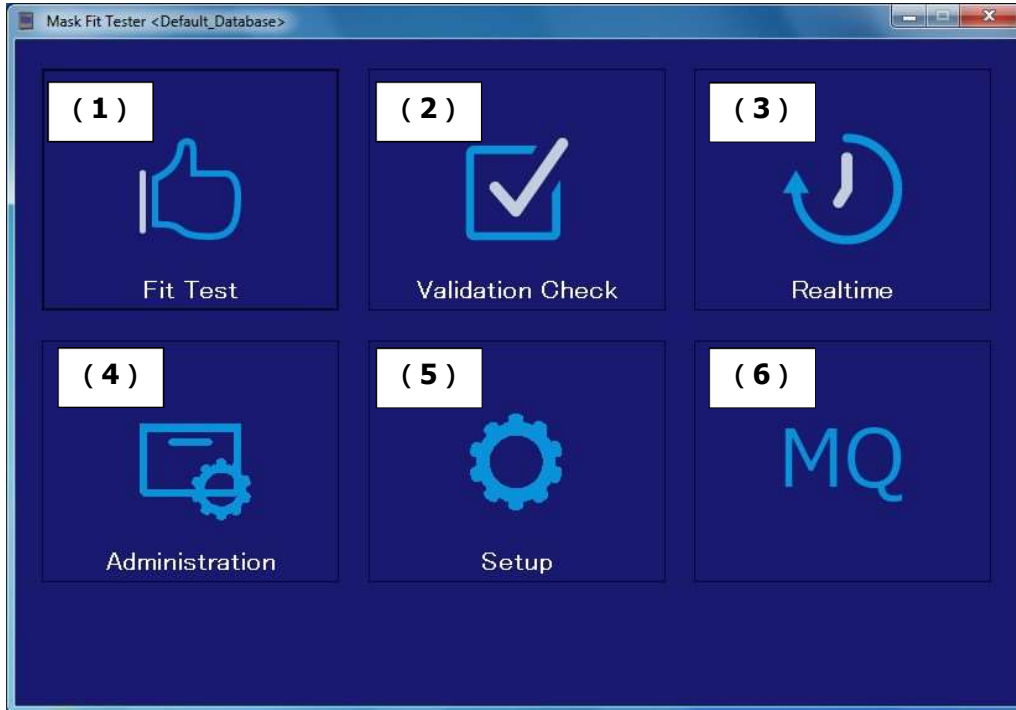 Mask Fit Tester <Default_Database>
(1)
(2)
(3)
Fit Test
Validation Check
Realtime
(4)
(5)
(6)
MQ
Administration
Setup